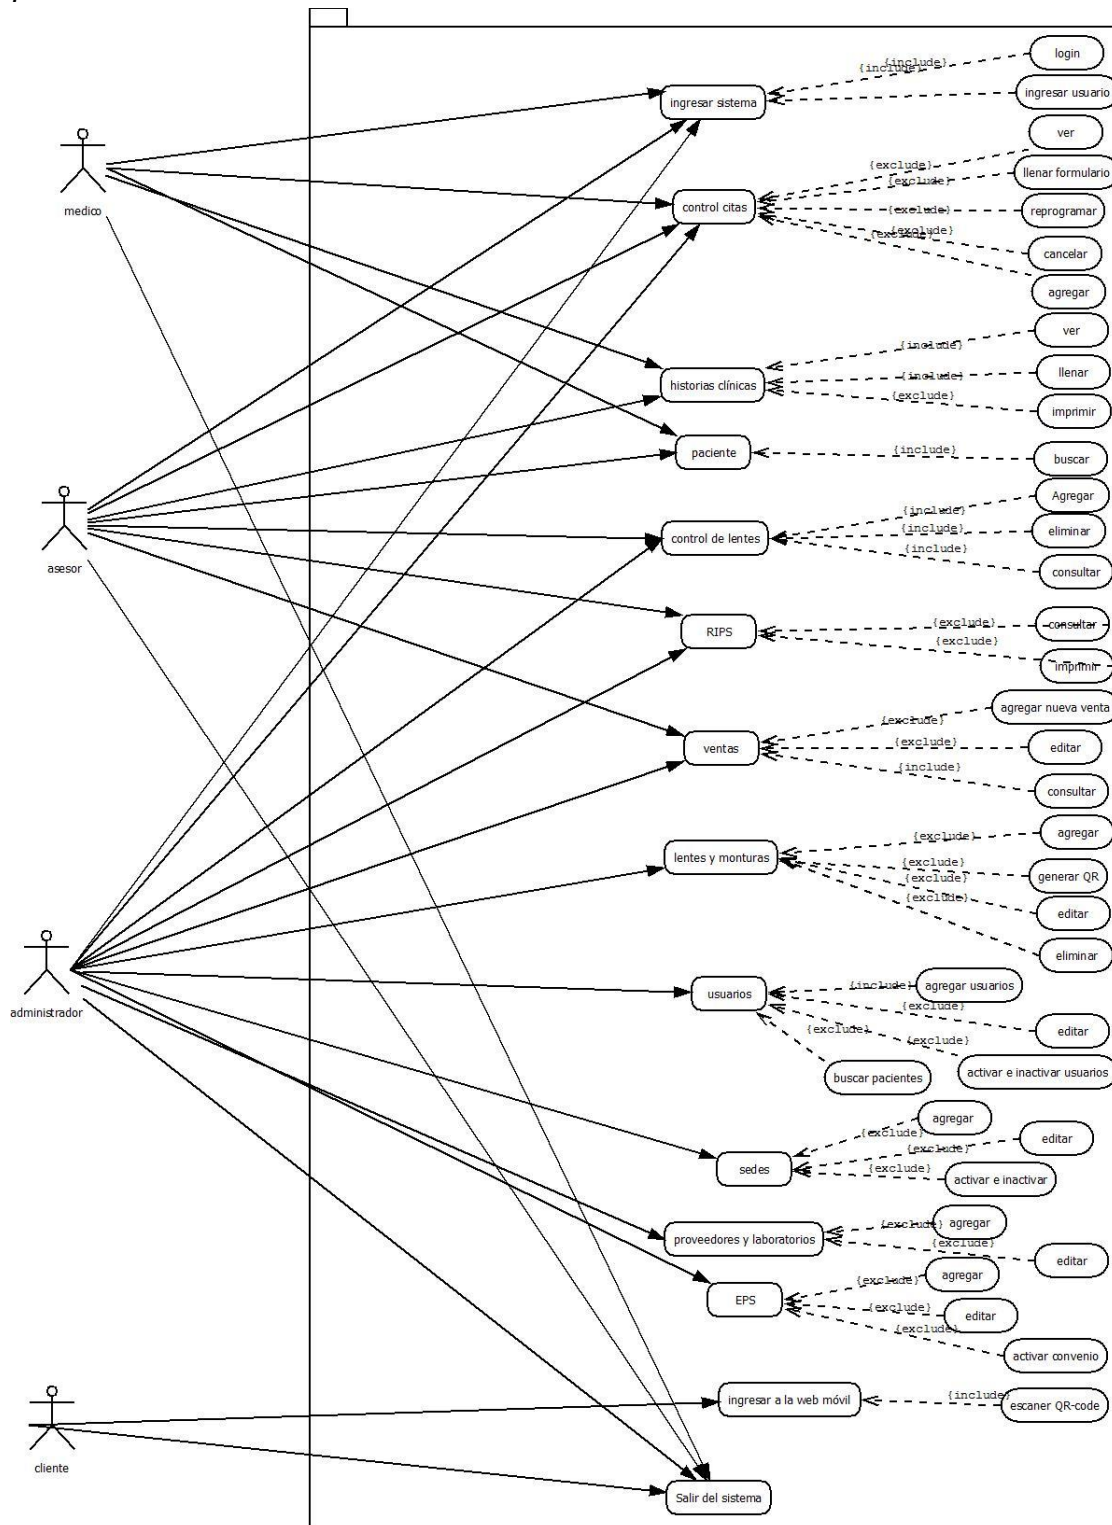 login
{include}
{include}
ingresar sistema
ingresar usuario
ver
{exclude}
llenar formulario
{exclude}
medico
control citas
{exclude}
reprogramar
{exclude}
{exclude}
cancelar
agregar
ver
{include}
historias clínicas
{include}
llenar
{exclude}
imprimir
paciente
{include}
buscar
Agregar
{include}
asesor
control de lentes
{include}
eliminar
{include}
consultar
RIPS
{exclude}
consultar
{exclude}
imprimir
agregar nueva venta
{exclude}
ventas
{exclude}
editar
{include}
consultar
agregar
{exclude}
lentes y monturas
{exclude}
generar QR
{exclude}
editar
{exclude}
eliminar
administrador
usuarios
{include}
agregar usuarios
{exclude}
editar
{exclude}
{exclude}
activar e inactivar usuarios
buscar pacientes
agregar
{exclude}
editar
{exclude}
sedes
{exclude}
activar e inactivar
proveedores y laboratorios
{exclude}
agregar
{exclude}
editar
agregar
{exclude}
EPS
{exclude}
editar
{exclude}
activar convenio
cliente
ingresar a la web móvil
{include}
escaner QR-code
Salir del sistema